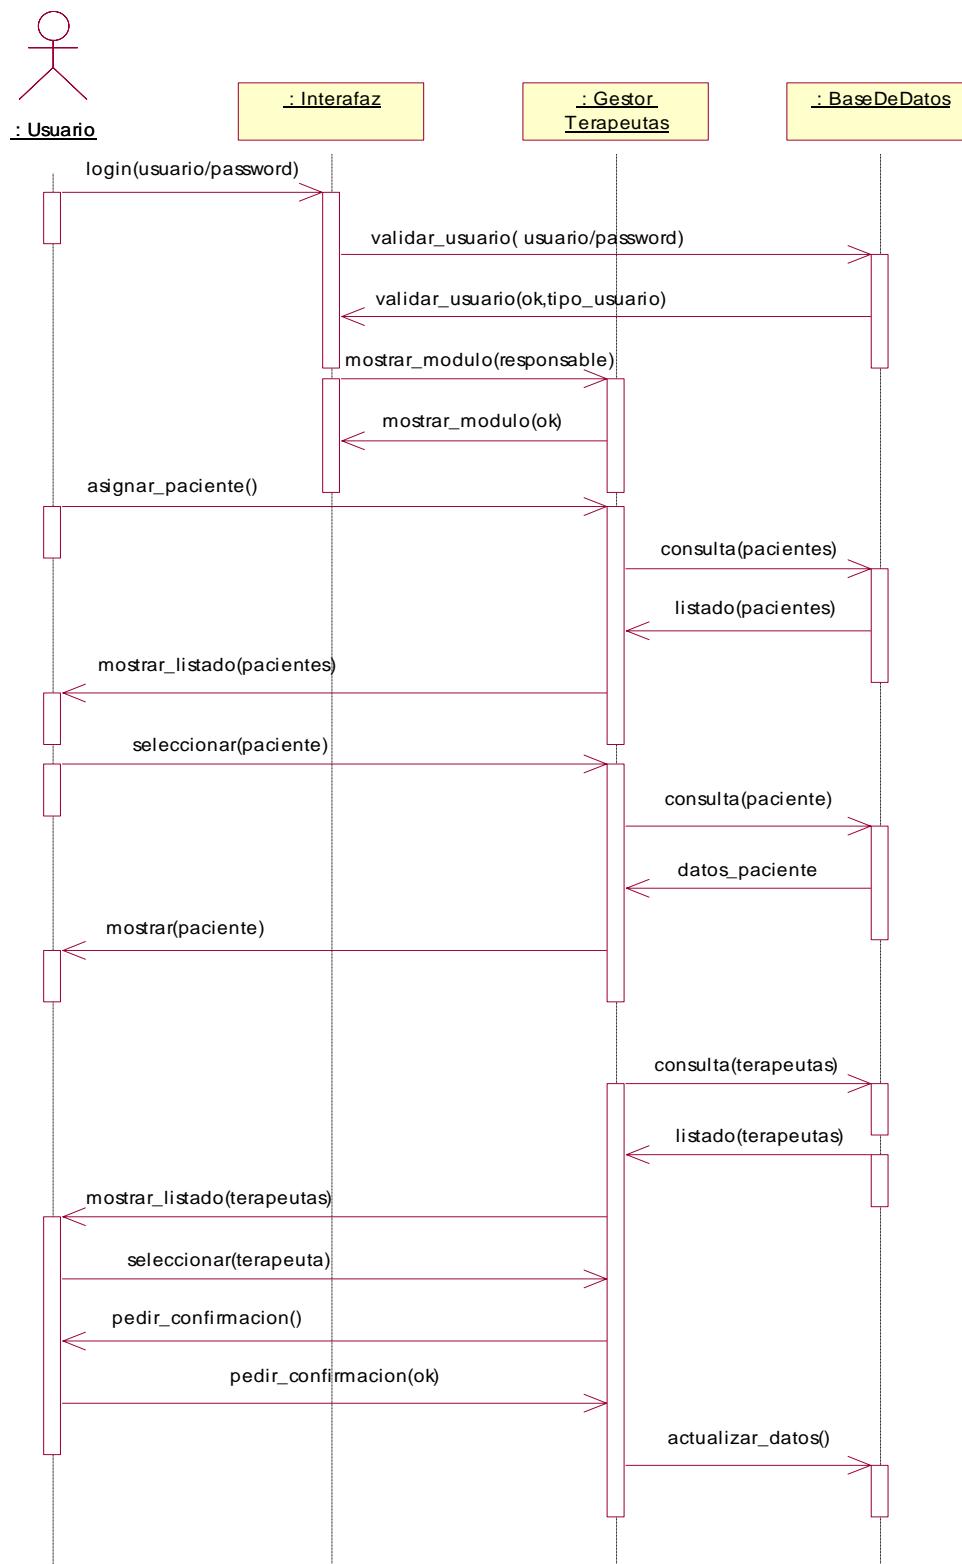 : Interafaz
: Gestor
Terapeutas
: BaseDeDatos
: Usuario
login(usuario/password)
validar_usuario( usuario/password)
validar_usuario(ok,tipo_usuario)
mostrar_modulo(responsable)
mostrar_modulo(ok)
asignar_paciente()
consulta(pacientes)
listado(pacientes)
mostrar_listado(pacientes)
seleccionar(paciente)
consulta(paciente)
datos_paciente
mostrar(paciente)
consulta(terapeutas)
listado(terapeutas)
mostrar_listado(terapeutas)
seleccionar(terapeuta)
pedir_confirmacion()
pedir_confirmacion(ok)
actualizar_datos()